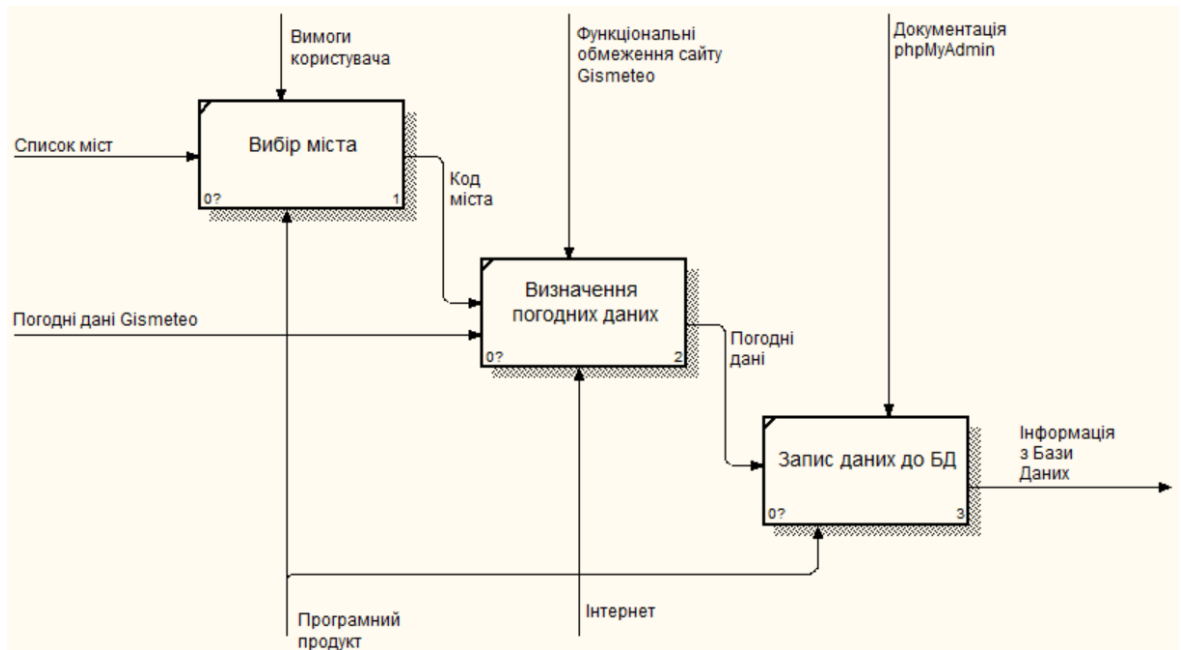 Вимоги
користувача
Функціональні
обмеження сайту
Gismeteo
Документація
phpMyAdmin
Список міст
Вибір міста
0?
1
Код
міста
Погодні дані Gismeteo
Визначення
погодних даних
0?
2
Погодні
дані
Запис даних до БД
0?
3
Інформація
з Бази
Даних
Програмний
продукт
Інтернет